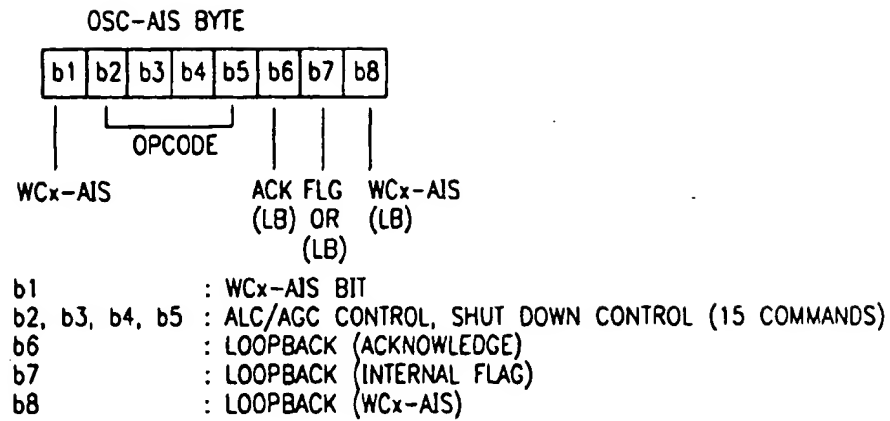 OSC-AIS BYTE
b1 b2 b3 b4 b5 b6 b7 b8
OPCODE
WCx-AIS ACK FLG WCx-AIS
(LB) OR (LB)
(LB)
b1 : WCx-AIS BIT
b2, b3, b4, b5 : ALC/AGC CONTROL, SHUT DOWN CONTROL (15 COMMANDS)
b6 : LOOPBACK (ACKNOWLEDGE)
b7 : LOOPBACK (INTERNAL FLAG)
b8 : LOOPBACK (WCx-AIS)